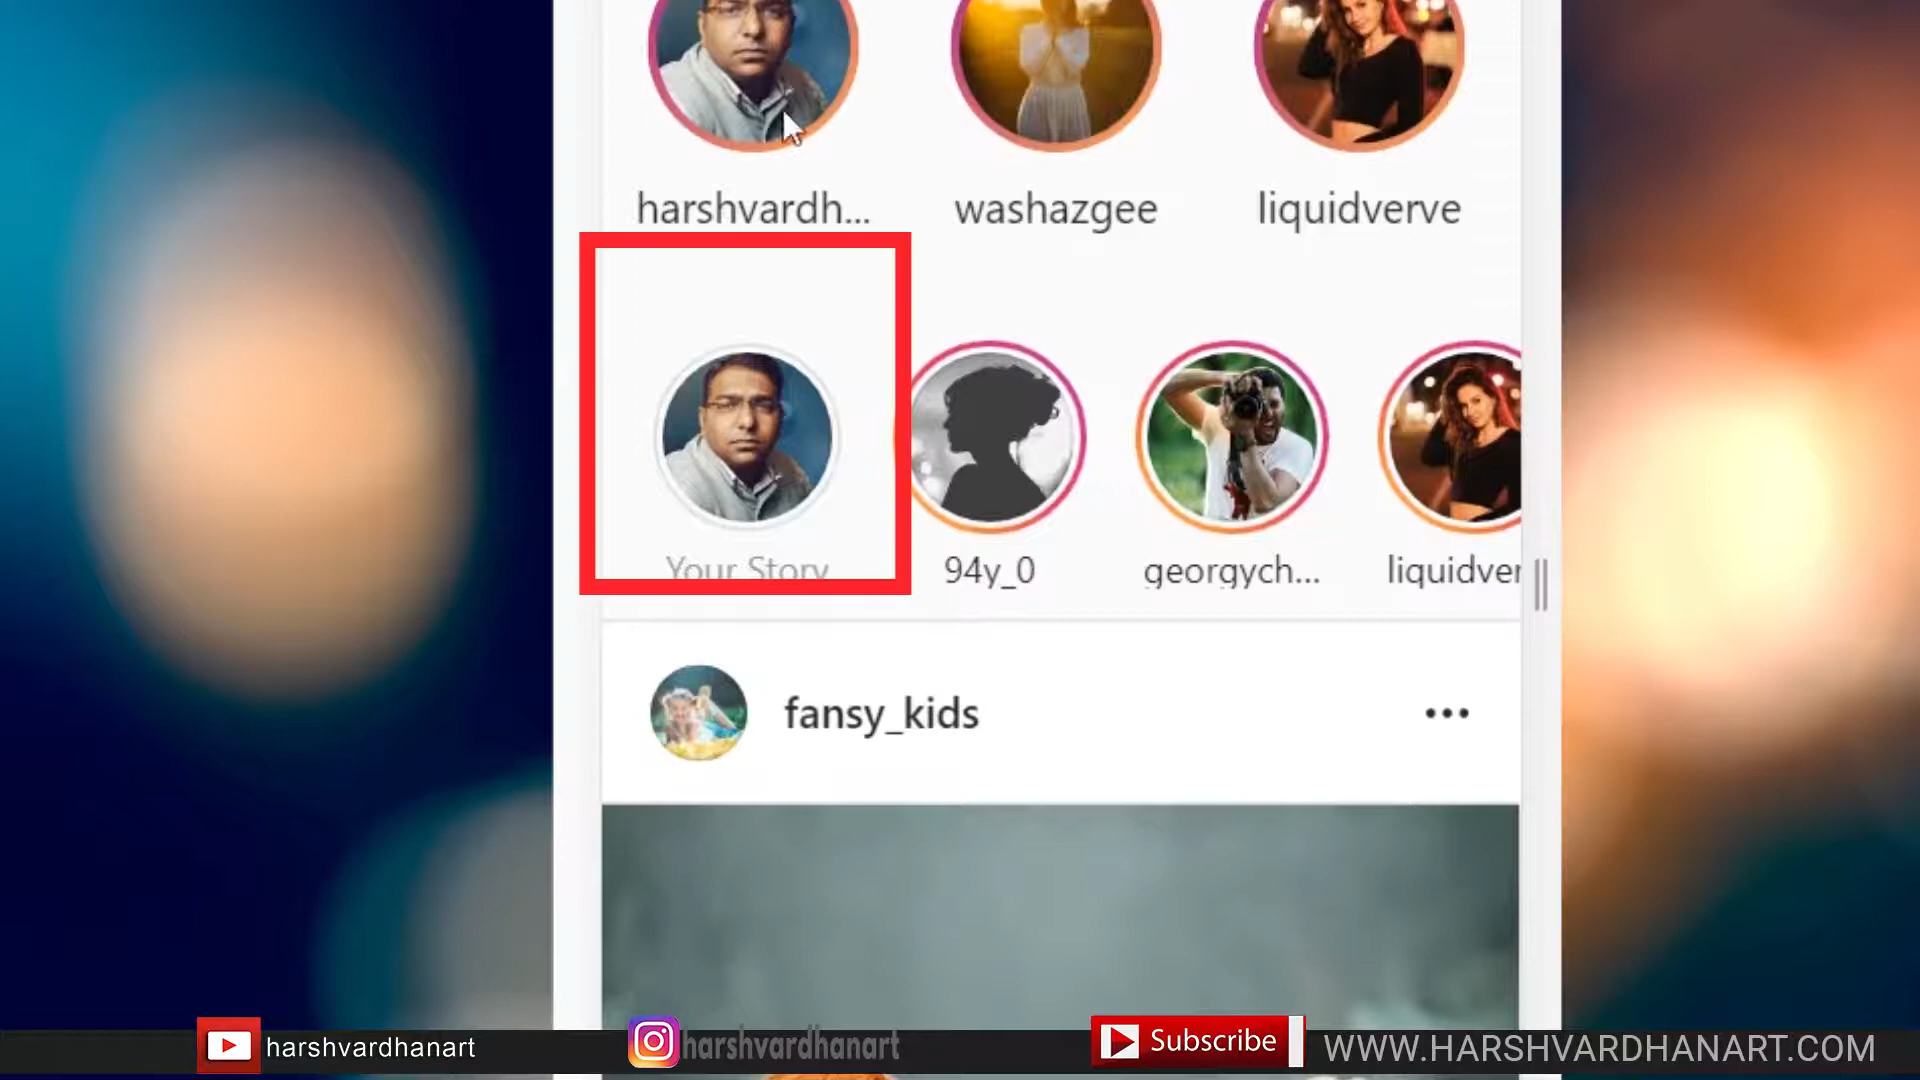 harshvardh...
washazgee
liquidverve
Your Story
94y_0
georgych...
liquidver
fansy_kids
harshvardhanart
harshvardhanart
Subscribe
WWW.HARSHVARDHANART.COM